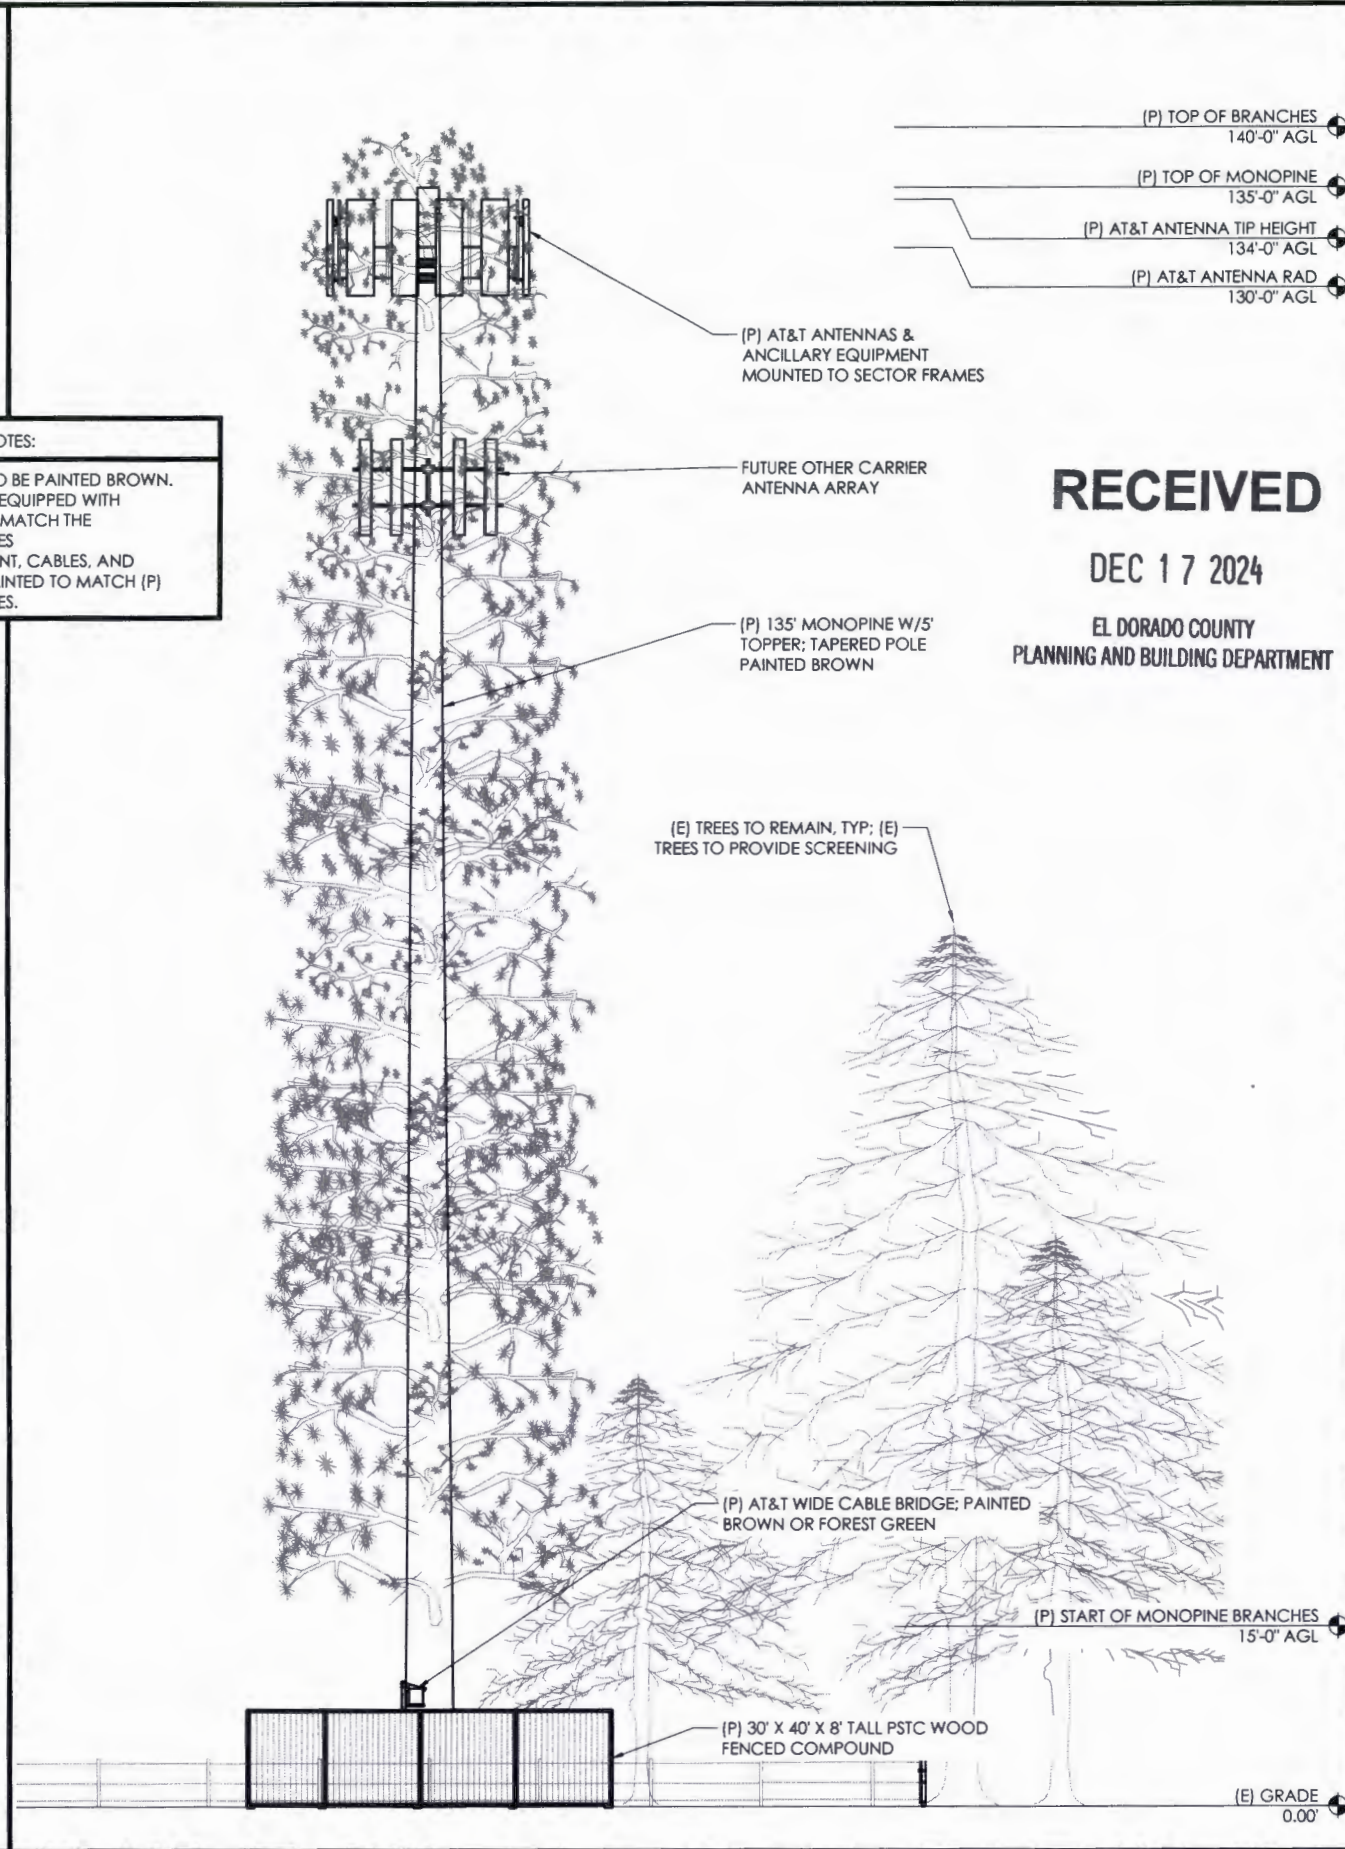 (P) TOP OF BRANCHES
140'-0" AGL
(P) TOP OF MONOPINE
135'-0" AGL
(P) AT&T ANTENNA TIP HEIGHT
134'-0" AGL
(P) AT&T ANTENNA RAD
130'-0" AGL
(P) AT&T ANTENNAS &
ANCILLARY EQUIPMENT
MOUNTED TO SECTOR FRAMES
OTES:
O BE PAINTED BROWN.
EQUIPPED WITH
MATCH THE
ES
NT, CABLES, AND
INTED TO MATCH (P)
ES.
FUTURE OTHER CARRIER
ANTENNA ARRAY
RECEIVED
DEC 17 2024
EL DORADO COUNTY
PLANNING AND BUILDING DEPARTMENT
(P) 135' MONOPINE W/5'
TOPPER; TAPERED POLE
PAINTED BROWN
(E) TREES TO REMAIN, TYP; (E)
TREES TO PROVIDE SCREENING
(P) AT&T WIDE CABLE BRIDGE; PAINTED
BROWN OR FOREST GREEN
(P) START OF MONOPINE BRANCHES
15'-0" AGL
(P) 30' X 40' X 8' TALL PSTC WOOD
FENCED COMPOUND
(E) GRADE
0.00'